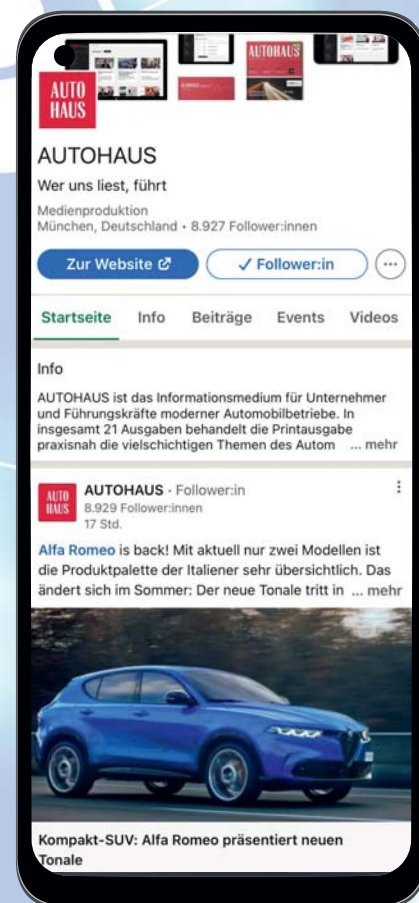 AUTOHAUS
AUTO
HAUS
AUTOHAUS
Wer uns liest, führt
Medienproduktion
München, Deutschland • 8.927 Follower:innen
Zur Website
✓ Follower:in
...
Startseite Info Beiträge Events Videos
Info
AUTOHAUS ist das Informationsmedium für Unternehmer
und Führungskräfte moderner Automobilbetriebe. In
insgesamt 21 Ausgaben behandelt die Printausgabe
praxisnah die vielschichtigen Themen des Autom ... mehr
AUTO
HAUS
AUTOHAUS • Follower:in
8.929 Follower:innen
17 Std.
Alfa Romeo is back! Mit aktuell nur zwei Modellen ist
die Produktpalette der Italiener sehr übersichtlich. Das
ändert sich im Sommer: Der neue Tonale tritt in ... mehr
Kompakt-SUV: Alfa Romeo präsentiert neuen
Tonale